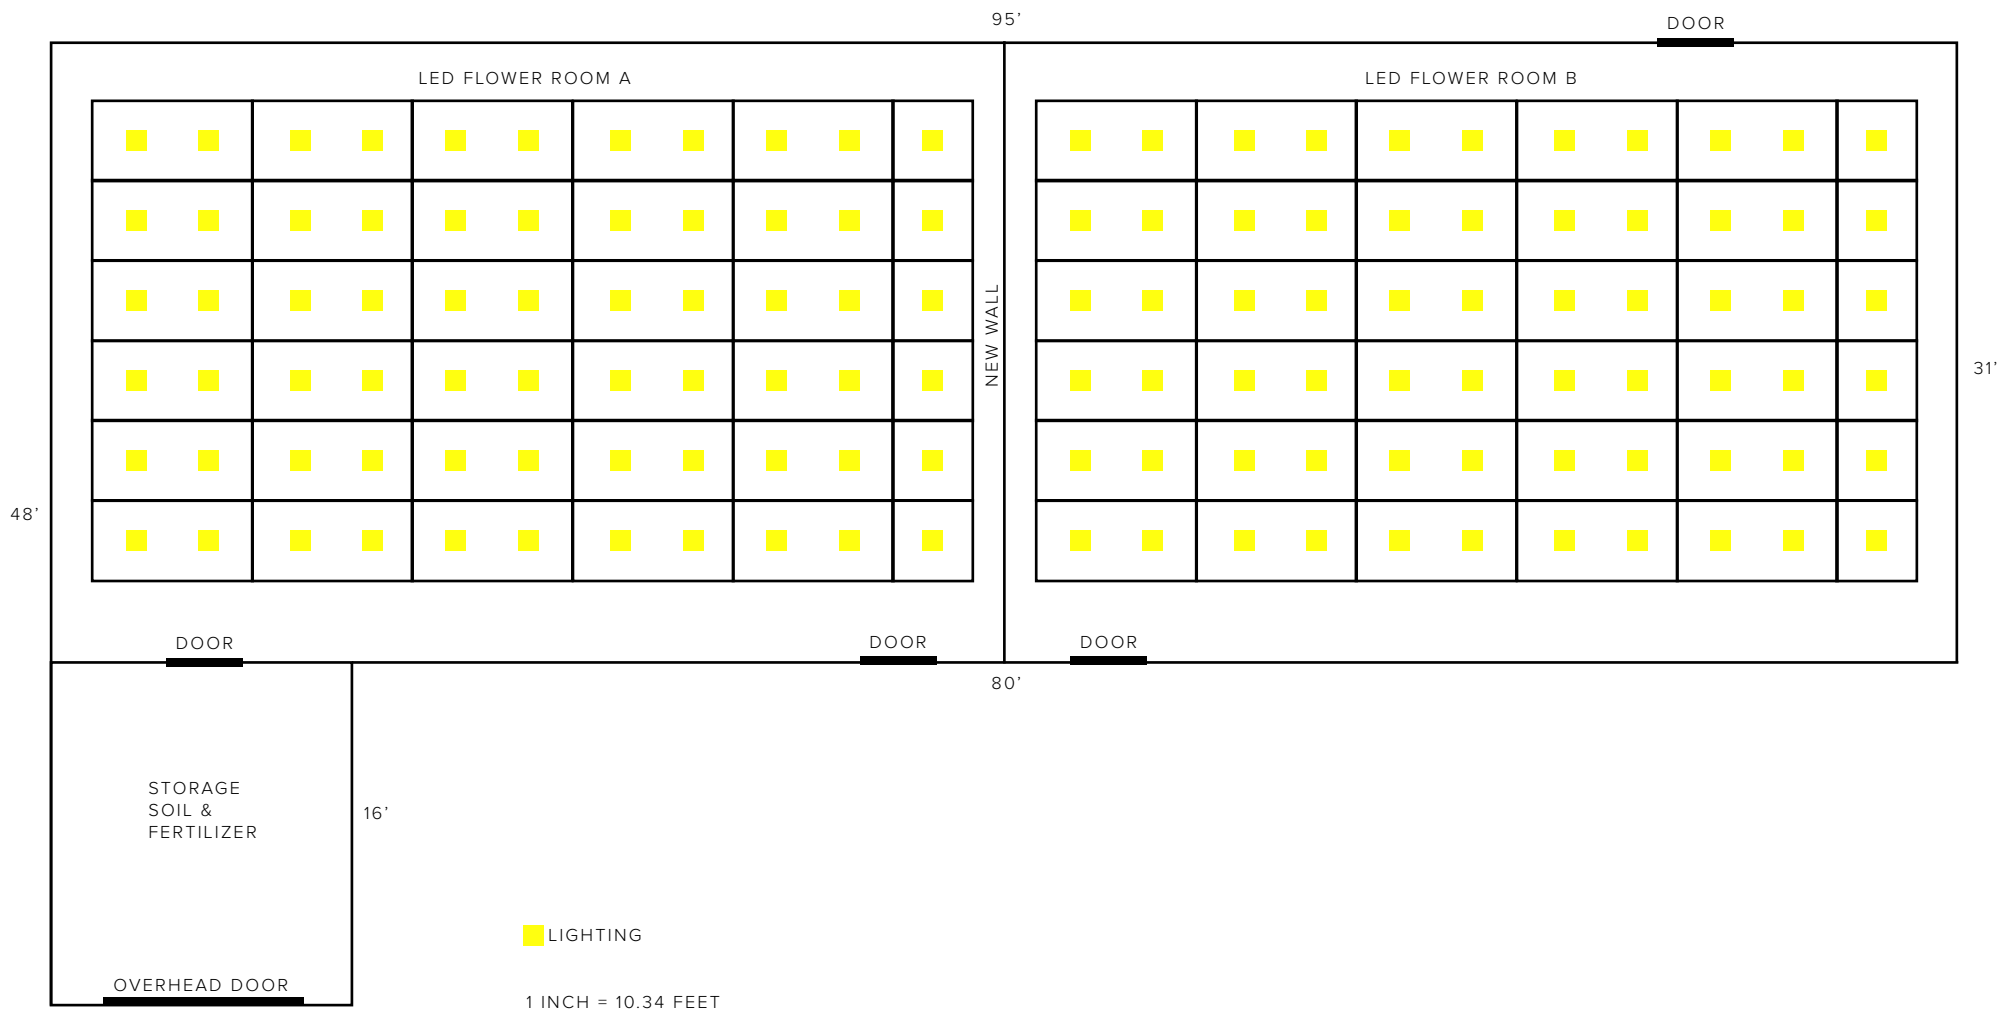 95’
DOOR
LED FLOWER ROOM A
LED FLOWER ROOM B
NEW WALL
31’
48’
DOOR
DOOR
DOOR
80’
STORAGE
SOIL &
FERTILIZER
16’
LIGHTING
OVERHEAD DOOR
1 INCH = 10.34 FEET